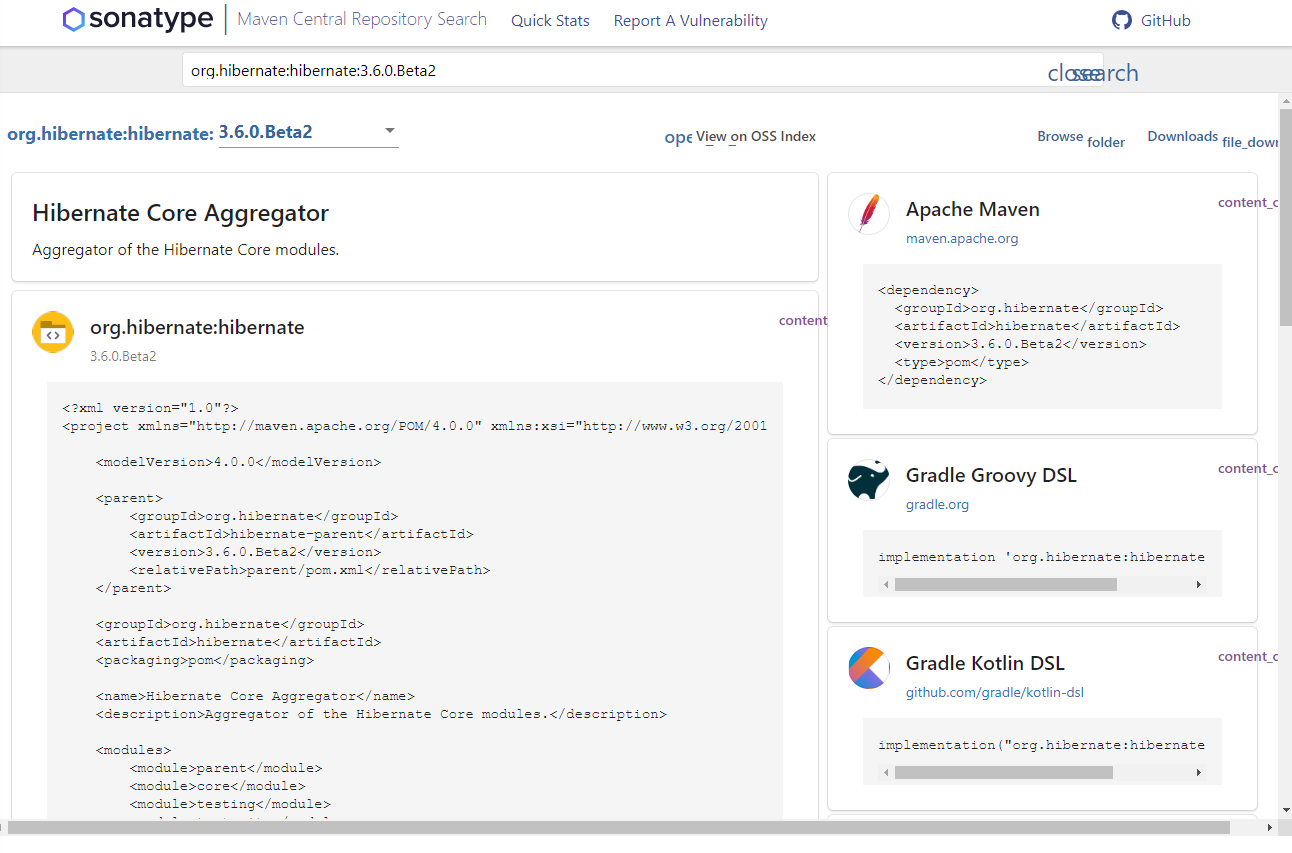 sonatype Maven Central Repository Search Quick Stats Report A Vulnerability GitHub
org.hibernate:hibernate:3.6.0.Beta2
close search
org.hibernate:hibernate: 3.6.0.Beta2
ope View on OSS Index
Browse folder
Downloads file_down
Hibernate Core Aggregator
Aggregator of the Hibernate Core modules.
org.hibernate:hibernate
content
3.6.0.Beta2
<?xml version="1.0"?>
<project xmlns="http://maven.apache.org/POM/4.0.0" xmlns:xsi="http://www.w3.org/2001
<modelVersion>4.0.0</modelVersion>
<parent>
<groupId>org.hibernate</groupId>
<artifactId>hibernate-parent</artifactId>
<version>3.6.0.Beta2</version>
<relativePath>parent/pom.xml</relativePath>
</parent>
<groupId>org.hibernate</groupId>
<artifactId>hibernate</artifactId>
<packaging>pom</packaging>
<name>Hibernate Core Aggregator</name>
<description>Aggregator of the Hibernate Core modules.</description>
<modules>
<module>parent</module>
<module>core</module>
<module>testing</module>
Apache Maven
content_c
maven.apache.org
<dependency>
<groupId>org.hibernate</groupId>
<artifactId>hibernate</artifactId>
<version>3.6.0.Beta2</version>
<type>pom</type>
</dependency>
Gradle Groovy DSL
content_c
gradle.org
implementation 'org.hibernate:hibernate
Gradle Kotlin DSL
content_c
github.com/gradle/kotlin-dsl
implementation("org.hibernate:hibernate